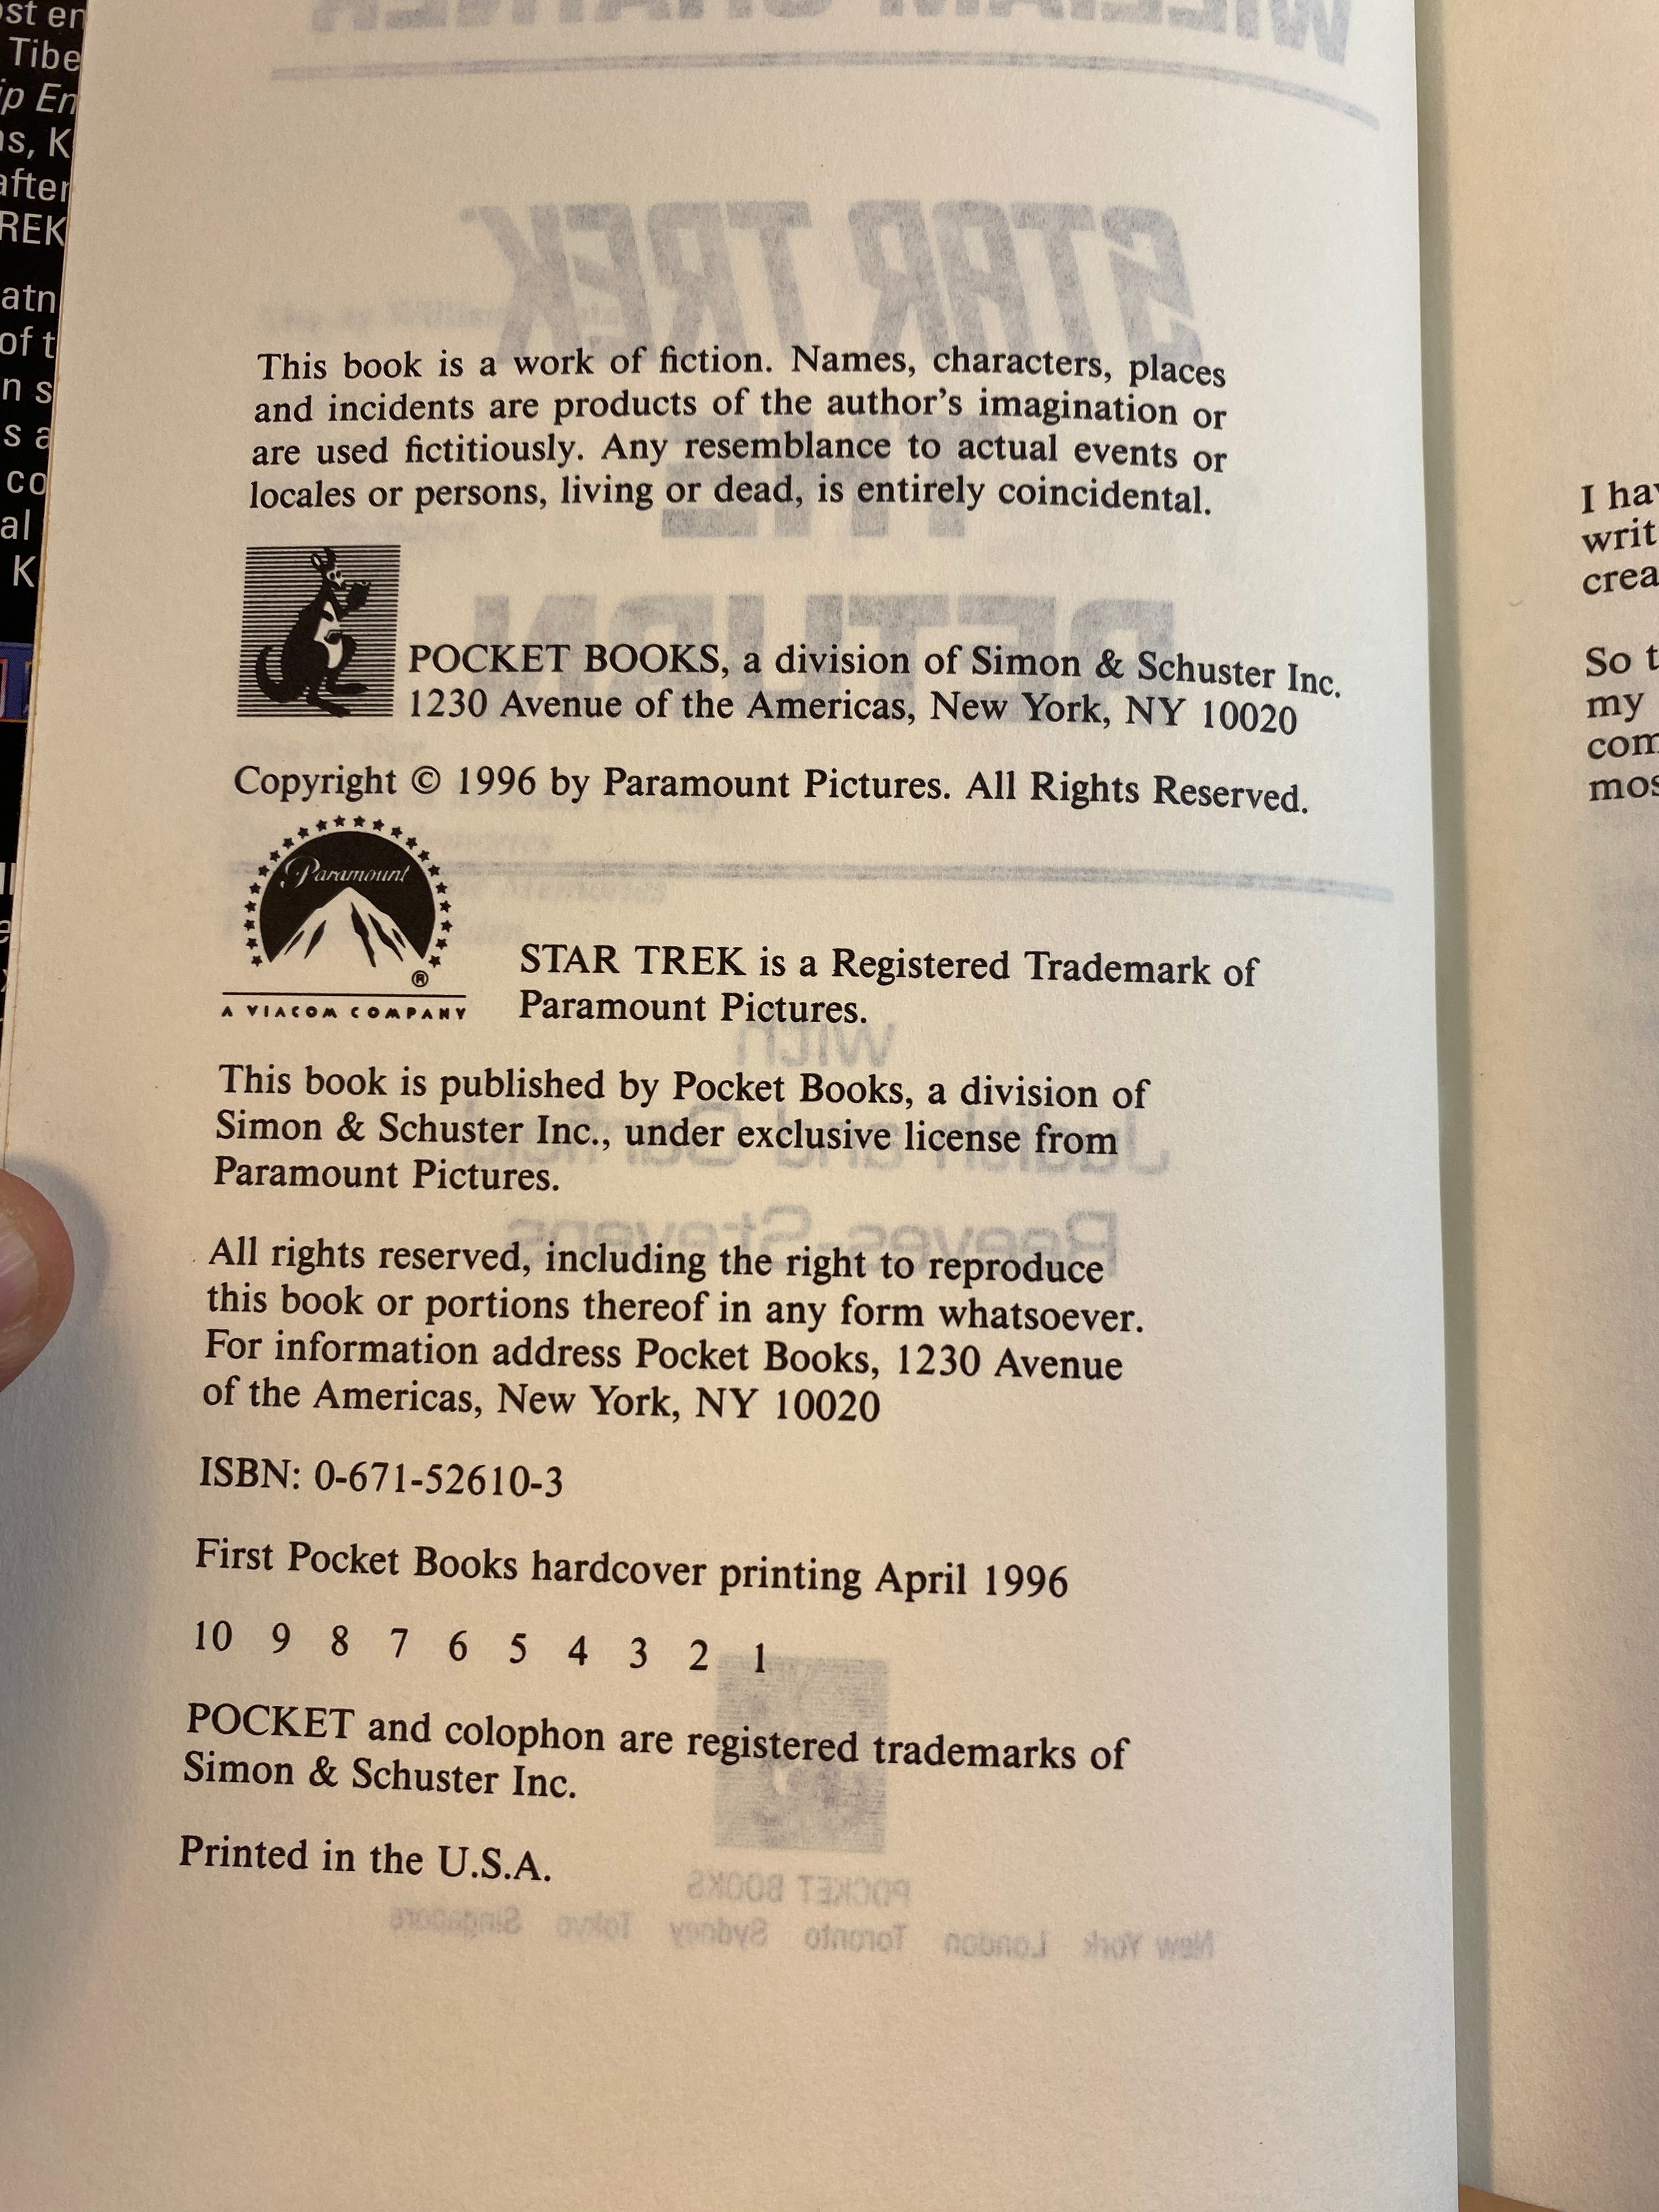 This book is a work of fiction. Names, characters, places
and incidents are products of the author's imagination or
are used fictitiously. Any resemblance to actual events or
locales or persons, living or dead, is entirely coincidental.
POCKET BOOKS, a division of Simon & Schuster Inc.
1230 Avenue of the Americas, New York, NY 10020
Copyright © 1996 by Paramount Pictures. All Rights Reserved.
Paramount
®
A VIACOM COMPANY
STAR TREK is a Registered Trademark of
Paramount Pictures.
This book is published by Pocket Books, a division of
Simon & Schuster Inc., under exclusive license from
Paramount Pictures.
All rights reserved, including the right to reproduce
this book or portions thereof in any form whatsoever.
For information address Pocket Books, 1230 Avenue
of the Americas, New York, NY 10020
ISBN: 0-671-52610-3
First Pocket Books hardcover printing April 1996
10 9 8 7 6 5 4 3 2 1
POCKET and colophon are registered trademarks of
Simon & Schuster Inc.
Printed in the U.S.A.
I
So
my